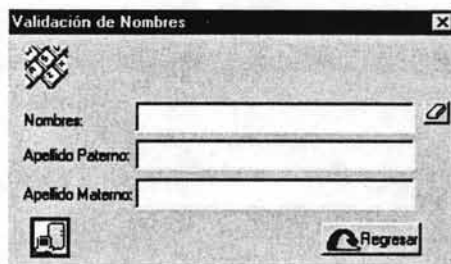 Validación de Nombres
Nombres:
Apellido Paterno:
Apellido Materno:
Regresar